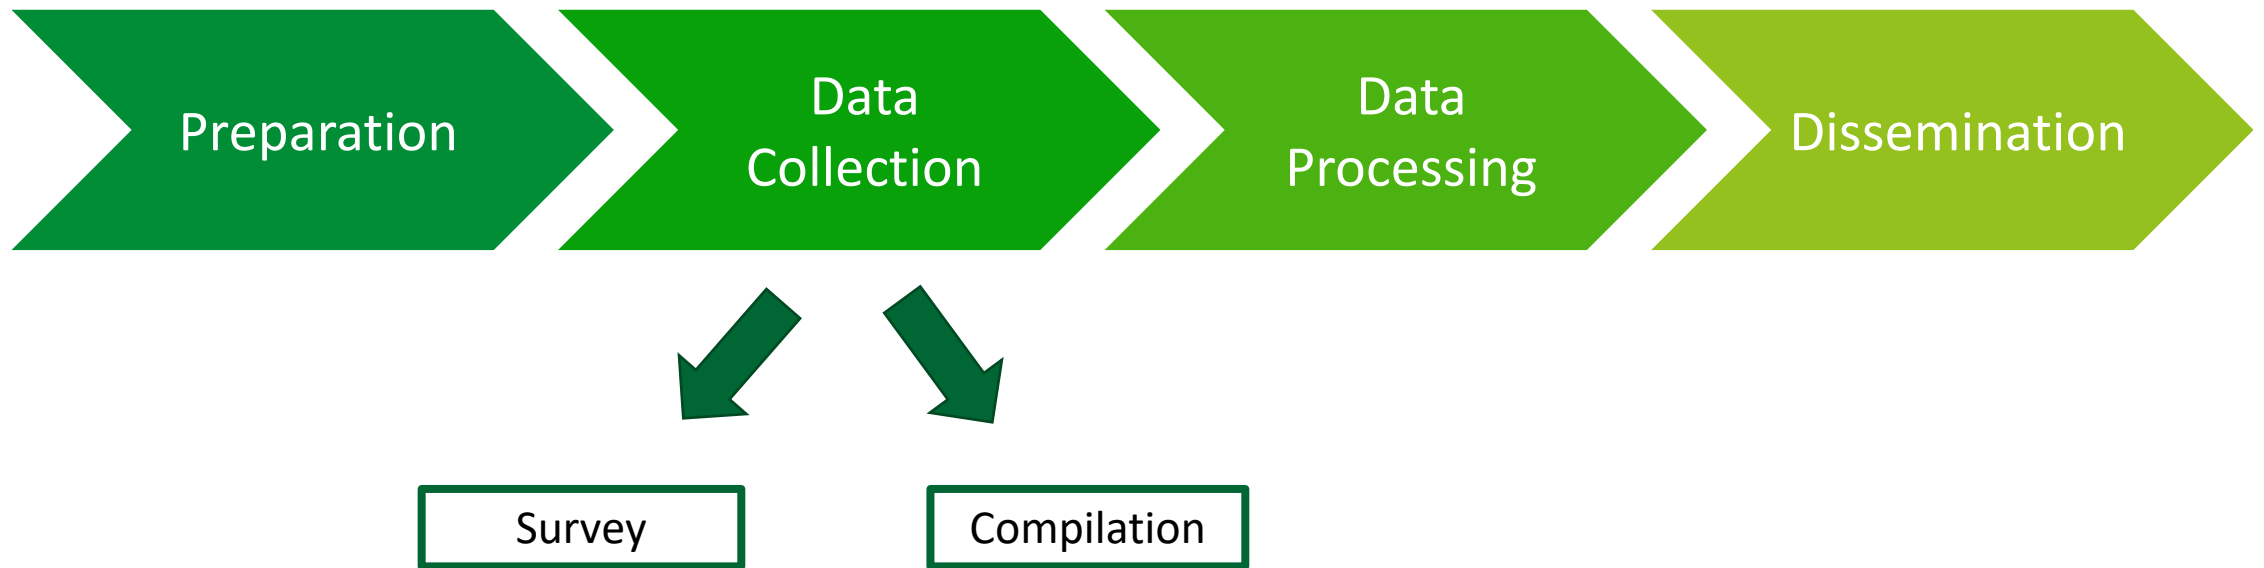 Preparation
Data
Collection
Data
Processing
Dissemination
Survey
Compilation